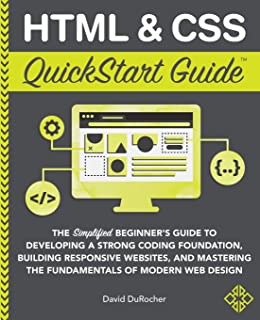 HTML & CSS
QuickStart Guide™
</>
{..}
THE Simplified BEGINNER'S GUIDE TO
DEVELOPING A STRONG CODING FOUNDATION,
BUILDING RESPONSIVE WEBSITES, AND MASTERING
THE FUNDAMENTALS OF MODERN WEB DESIGN
David DuRocher